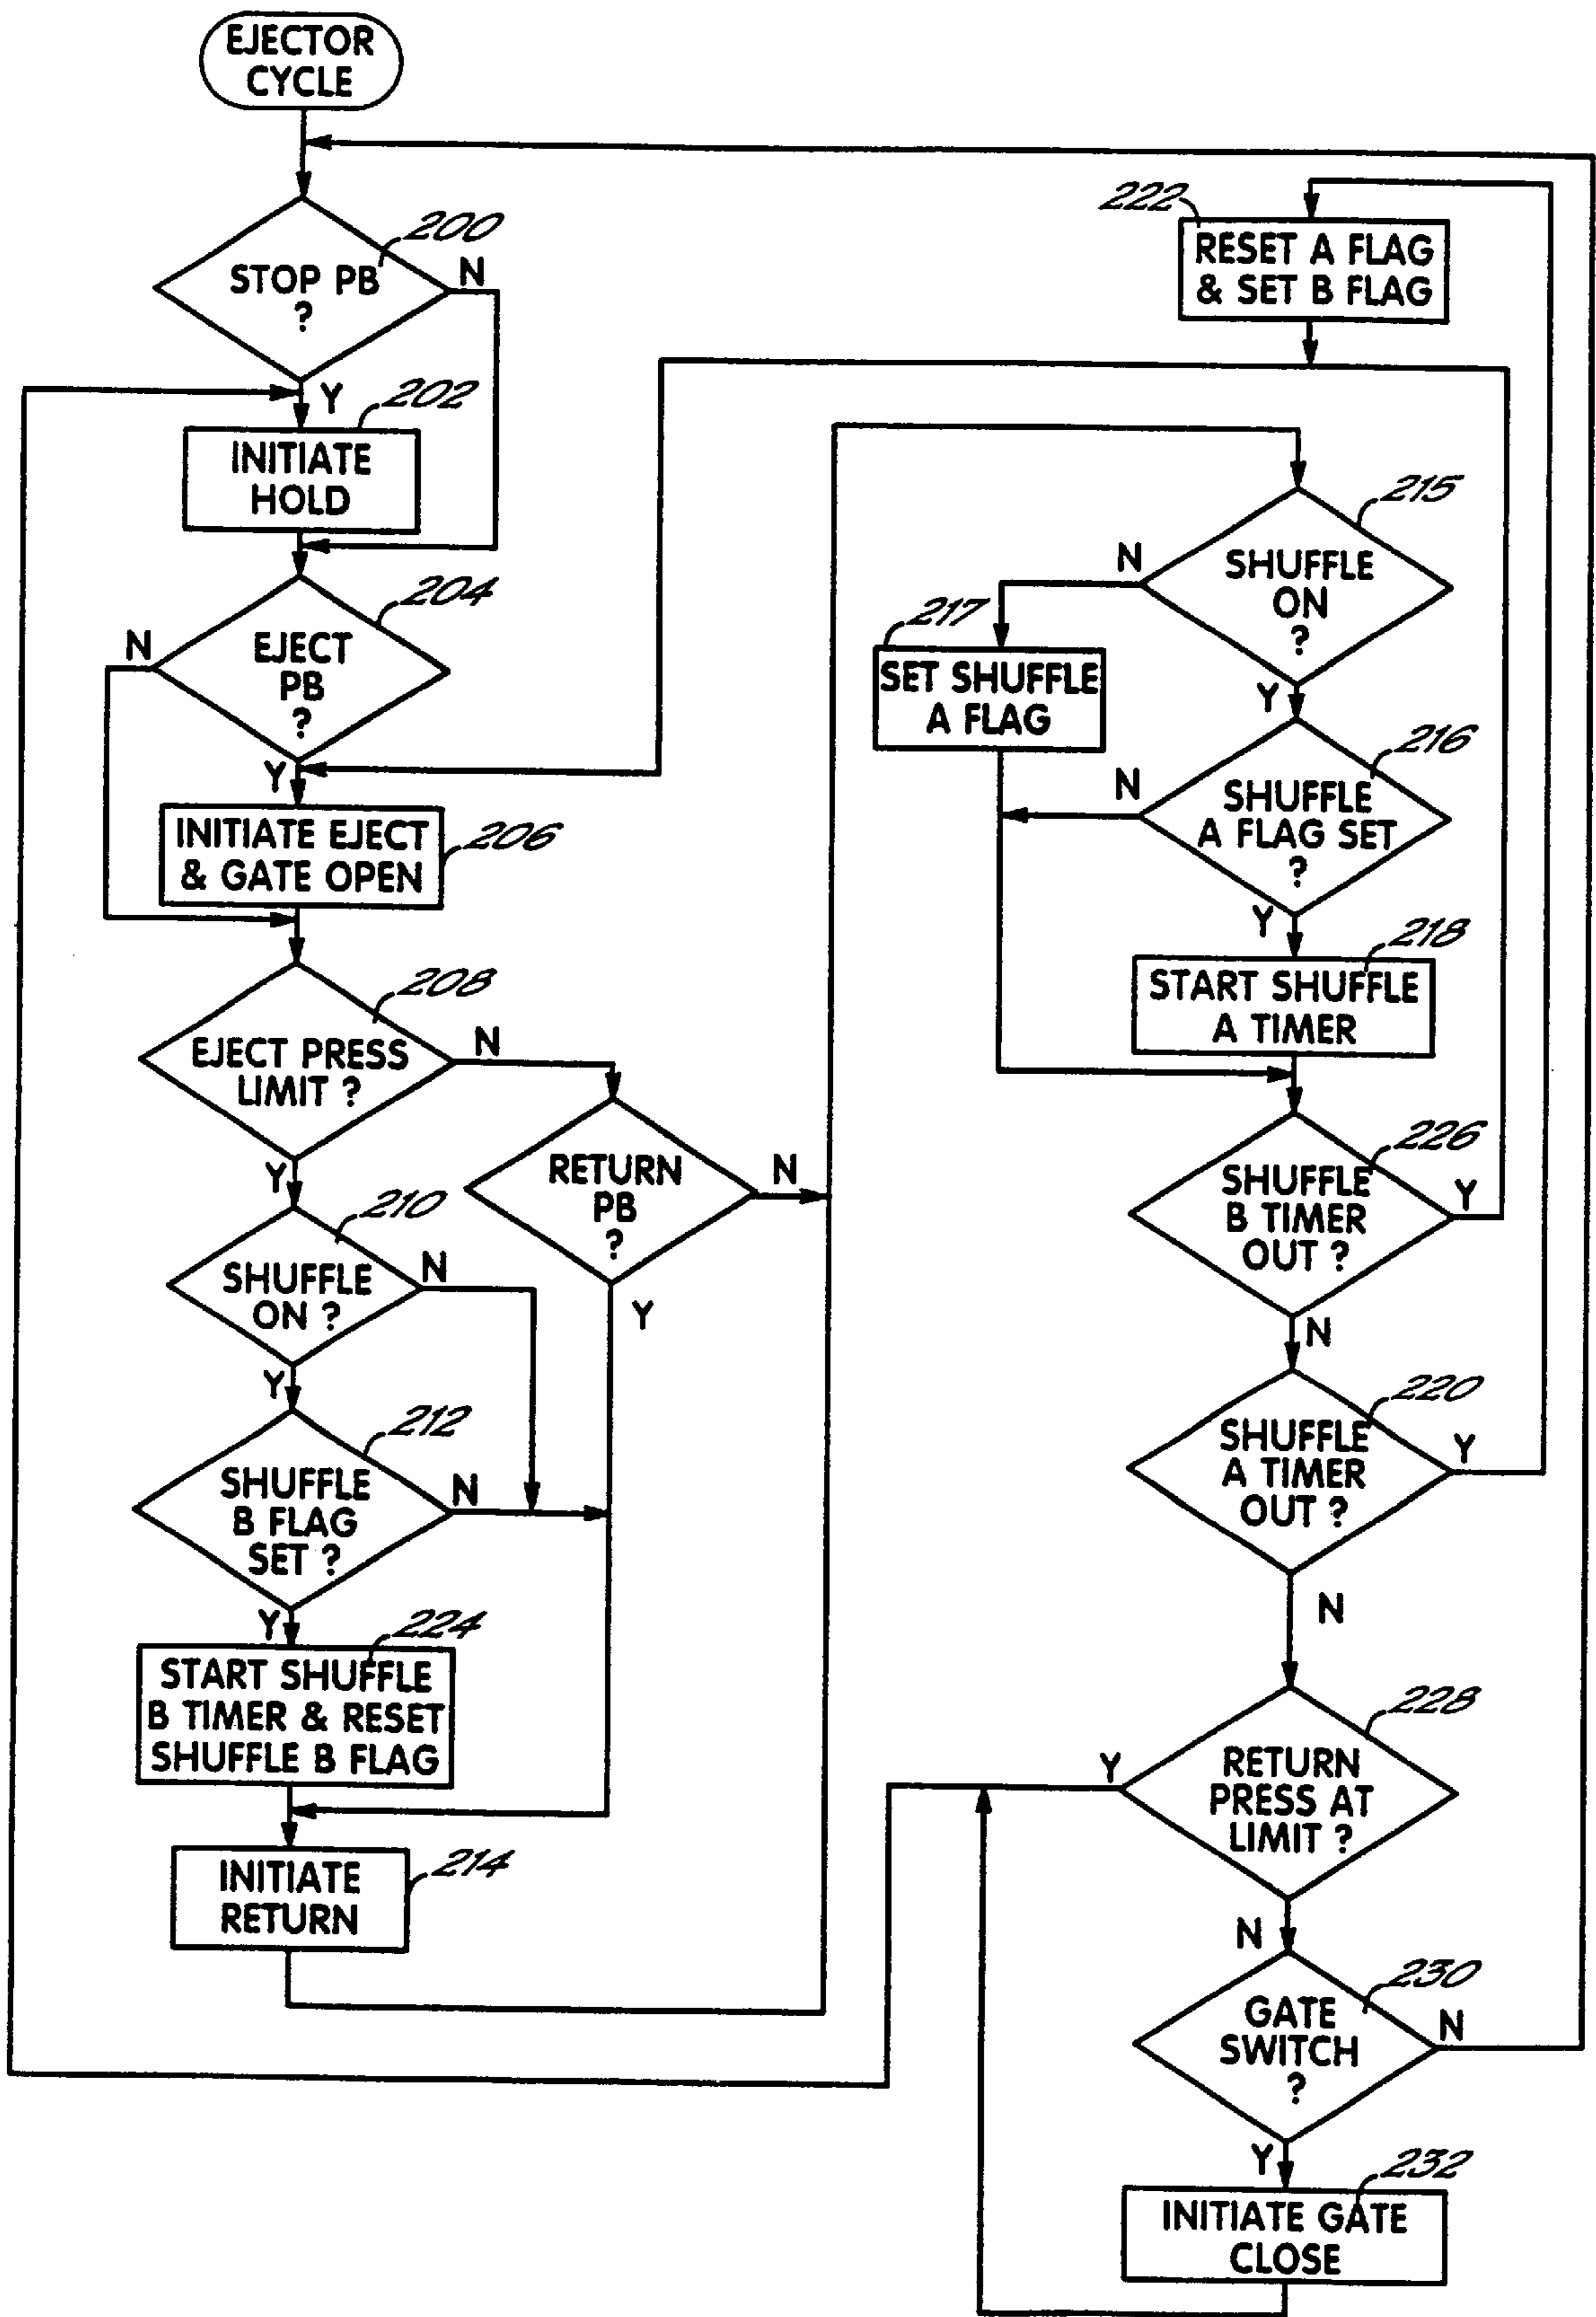 EJECTOR
CYCLE
200
STOP PB
?
N
Y
202
INITIATE
HOLD
204
N
EJECT
PB
?
Y
INITIATE EJECT
& GATE OPEN
206
208
EJECT PRESS
LIMIT ?
N
Y
RETURN
PB
?
N
Y
210
SHUFFLE
ON ?
N
Y
212
SHUFFLE
B FLAG
SET ?
N
Y
224
START SHUFFLE
B TIMER & RESET
SHUFFLE B FLAG
214
INITIATE
RETURN
222
RESET A FLAG
& SET B FLAG
215
SHUFFLE
ON
?
N
Y
217
SET SHUFFLE
A FLAG
216
SHUFFLE
A FLAG SET
?
N
Y
218
START SHUFFLE
A TIMER
226
SHUFFLE
B TIMER
OUT ?
Y
N
220
SHUFFLE
A TIMER
OUT ?
Y
N
228
RETURN
PRESS AT
LIMIT ?
Y
N
230
GATE
SWITCH
?
N
Y
232
INITIATE GATE
CLOSE